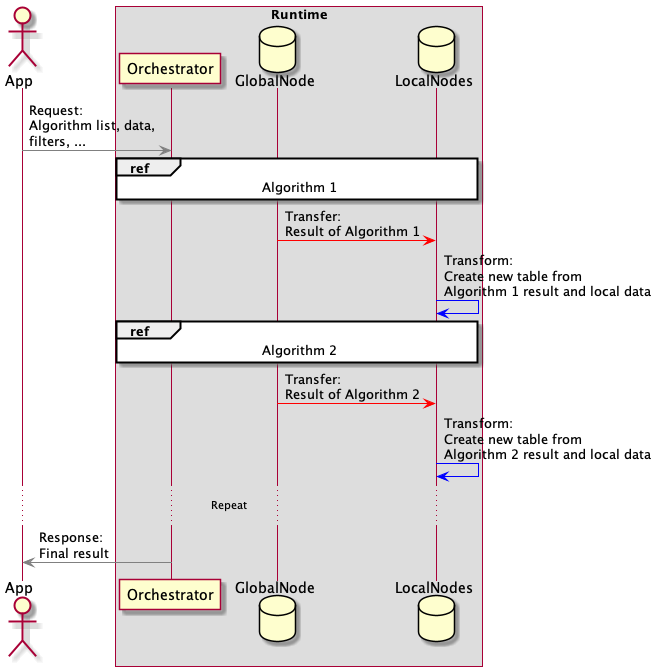 Runtime
App
Orchestrator
GlobalNode
LocalNodes
Request:
Algorithm list, data,
filters, ...
ref
Algorithm 1
Transfer:
Result of Algorithm 1
Transform:
Create new table from
Algorithm 1 result and local data
ref
Algorithm 2
Transfer:
Result of Algorithm 2
Transform:
Create new table from
Algorithm 2 result and local data
Repeat
Response:
Final result
App
Orchestrator
GlobalNode
LocalNodes